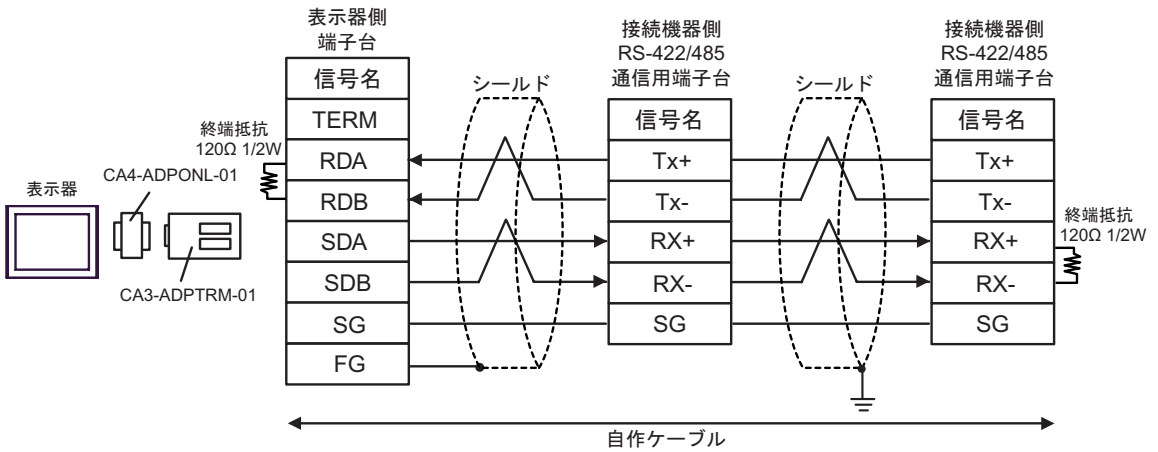 表示器
CA4-ADPONL-01
CA3-ADPTRM-01
終端抵抗
120Ω 1/2W
表示器側
端子台
信号名
TERM
RDA
RDB
SDA
SDB
SG
FG
シールド
接続機器側
RS-422/485
通信用端子台
信号名
Tx+
Tx-
RX+
RX-
SG
シールド
接続機器側
RS-422/485
通信用端子台
信号名
Tx+
Tx-
RX+
RX-
SG
終端抵抗
120Ω 1/2W
自作ケーブル